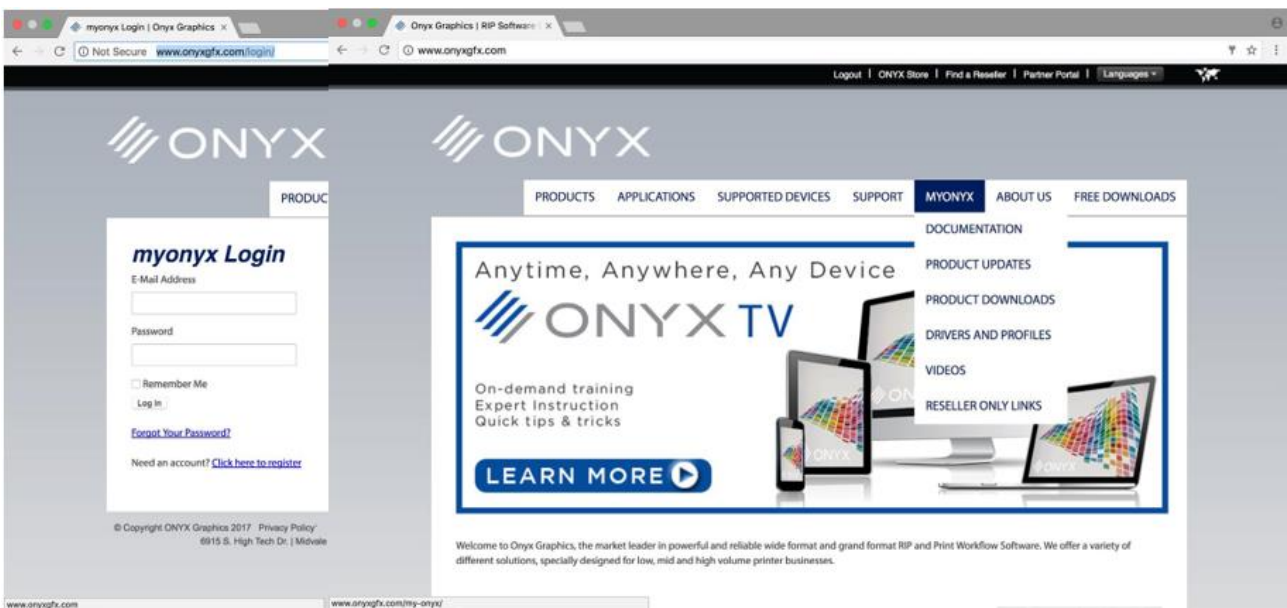 myonyx Login | Onyx Graphics
Not Secure www.onyxgfx.com/login/
ONYX
PRODUC
myonyx Login
E-Mail Address
Password
Remember Me
Log In
Forgot Your Password?
Need an account? Click here to register
© Copyright ONYX Graphics 2017 Privacy Policy
6915 S. High Tech Dr. | Midvale
www.onyxgfx.com
Onyx Graphics | RIP Software
www.onyxgfx.com
Logout | ONYX Store | Find a Reseller | Partner Portal | Languages
ONYX
PRODUCTS APPLICATIONS SUPPORTED DEVICES SUPPORT MYONYX ABOUT US FREE DOWNLOADS
DOCUMENTATION
PRODUCT UPDATES
PRODUCT DOWNLOADS
DRIVERS AND PROFILES
VIDEOS
RESELLER ONLY LINKS
Anytime, Anywhere, Any Device
ONYX TV
On-demand training
Expert Instruction
Quick tips & tricks
LEARN MORE
ONYX
ON
ONYX
Welcome to Onyx Graphics, the market leader in powerful and reliable wide format and grand format RIP and Print Workflow Software. We offer a variety of
different solutions, specially designed for low, mid and high volume printer businesses.
www.onyxgfx.com/my-onyx/